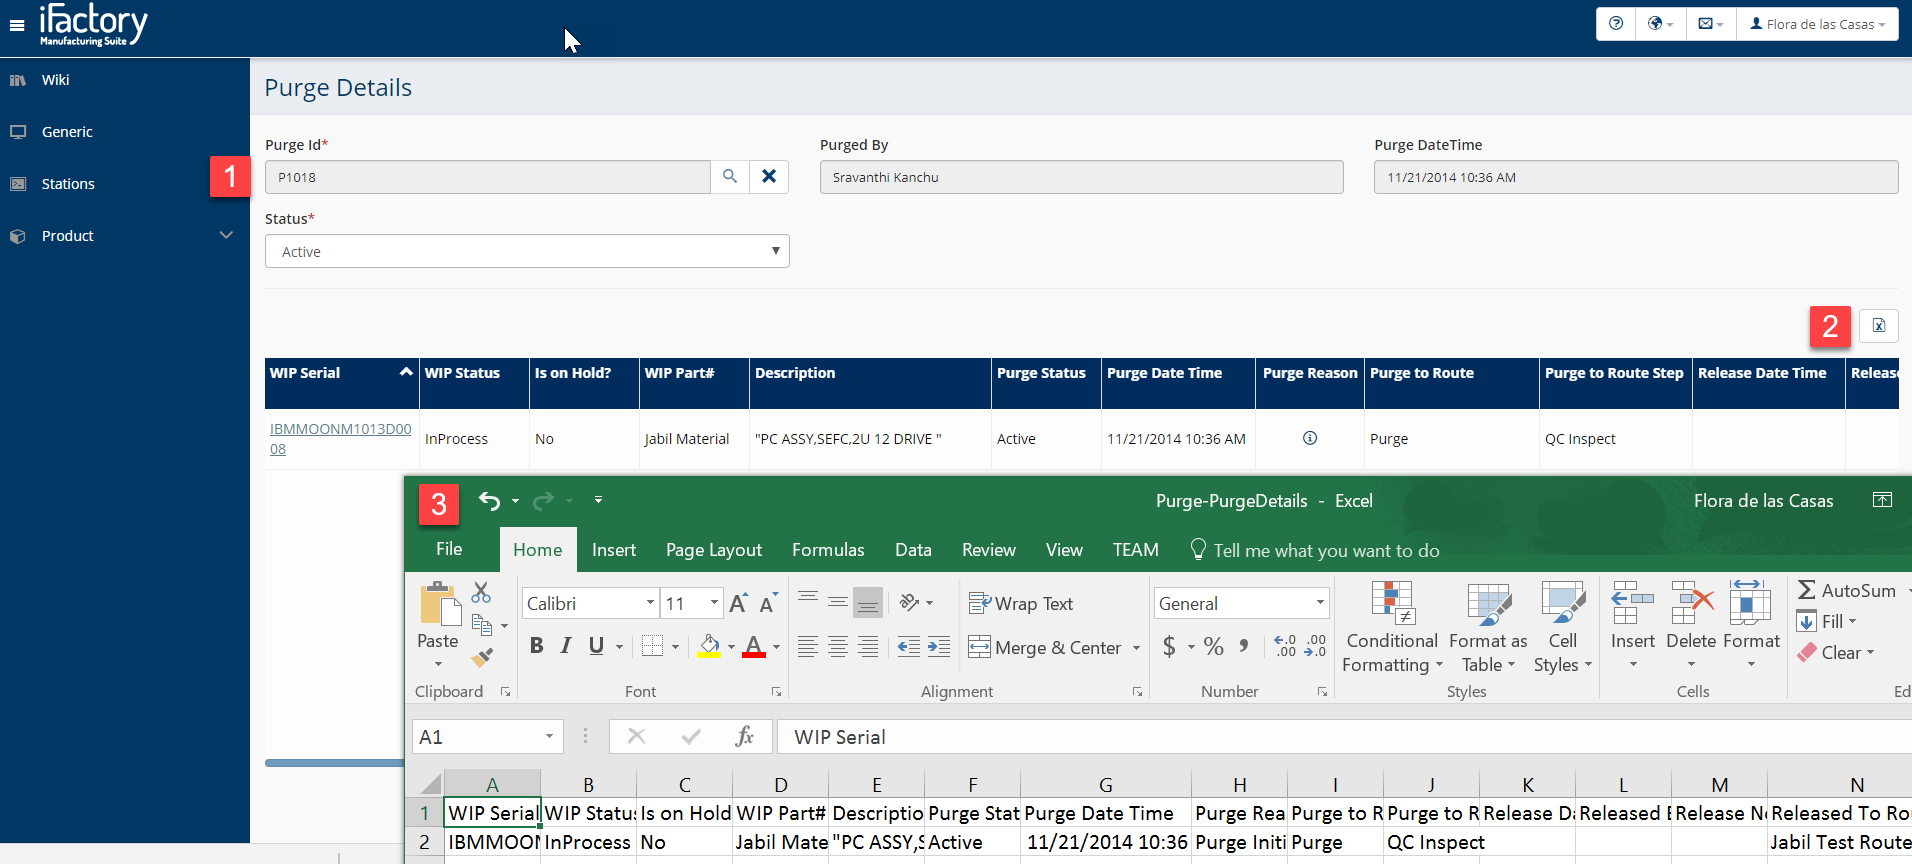 iFactory
Manufacturing Suite
Flora de las Casas
Wiki
Generic
Stations
Product
Purge Details
Purge Id*
Purged By
Purge DateTime
1
P1018
Sravanthi Kanchu
11/21/2014 10:36 AM
Status*
Active
2
WIP Serial WIP Status Is on Hold? WIP Part# Description Purge Status Purge Date Time Purge Reason Purge to Route Purge to Route Step Release Date Time Releas
IBMMOONM1013D00
08
InProcess No Jabil Material "PC ASSY,SEFC,2U 12 DRIVE " Active 11/21/2014 10:36 AM Purge QC Inspect
3
Purge-PurgeDetails - Excel
Flora de las Casas
File Home Insert Page Layout Formulas Data Review View TEAM Tell me what you want to do
Paste
Clipboard
Calibri 11
B I U A
Font
Wrap Text
Merge & Center
Alignment
General
$ % ,
Number
Conditional
Formatting
Format as
Table
Cell
Styles
Styles
Insert Delete Format
Cells
AutoSum
Fill
Clear
Ed
A1 fx WIP Serial
A B C D E F G H I J K L M N
1 WIP Serial WIP Statu Is on Hold WIP Part# Descriptio Purge Stat Purge Date Time Purge Rea Purge to R Purge to R Release Da Released Release N Released To Ro
2 IBMMOO InProcess No Jabil Mate "PC ASSY,S Active 11/21/2014 10:36 Purge Initi Purge QC Inspect Jabil Test Route